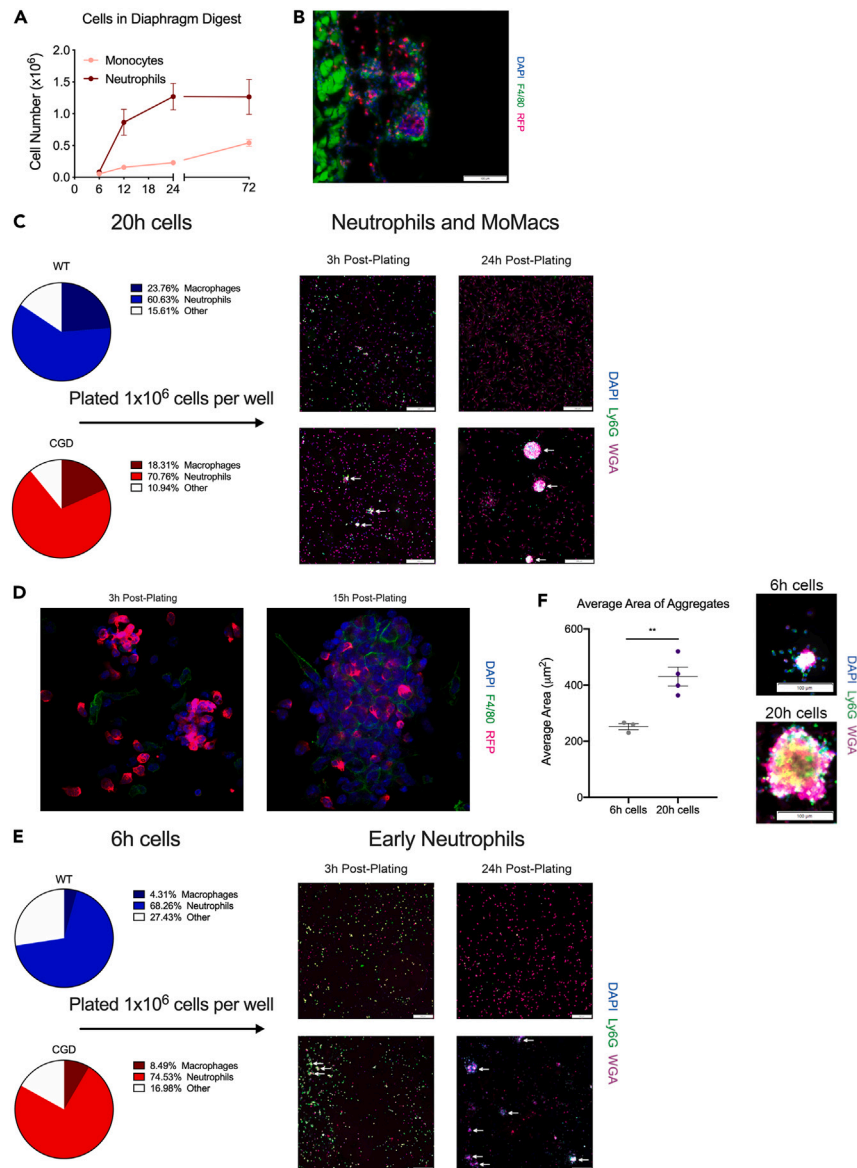 A
Cells in Diaphragm Digest
Cell Number (x10⁶)
2.0
1.5
1.0
0.5
0.0
Monocytes
Neutrophils
0 6 12 18 24 72
B
DAPI F4/80 RFP
C
20h cells
Neutrophils and MoMacs
WT
23.76% Macrophages
60.63% Neutrophils
15.61% Other
3h Post-Plating
24h Post-Plating
Plated 1x10⁶ cells per well
CGD
18.31% Macrophages
70.76% Neutrophils
10.94% Other
DAPI Ly6G WGA
D
3h Post-Plating
15h Post-Plating
DAPI F4/80 RFP
F
Average Area of Aggregates
Average Area (μm²)
600
400
200
0
**
6h cells 20h cells
6h cells
100 μm
20h cells
100 μm
DAPI Ly6G WGA
E
6h cells
Early Neutrophils
WT
4.31% Macrophages
68.26% Neutrophils
27.43% Other
3h Post-Plating
24h Post-Plating
Plated 1x10⁶ cells per well
CGD
8.49% Macrophages
74.53% Neutrophils
16.98% Other
DAPI Ly6G WGA